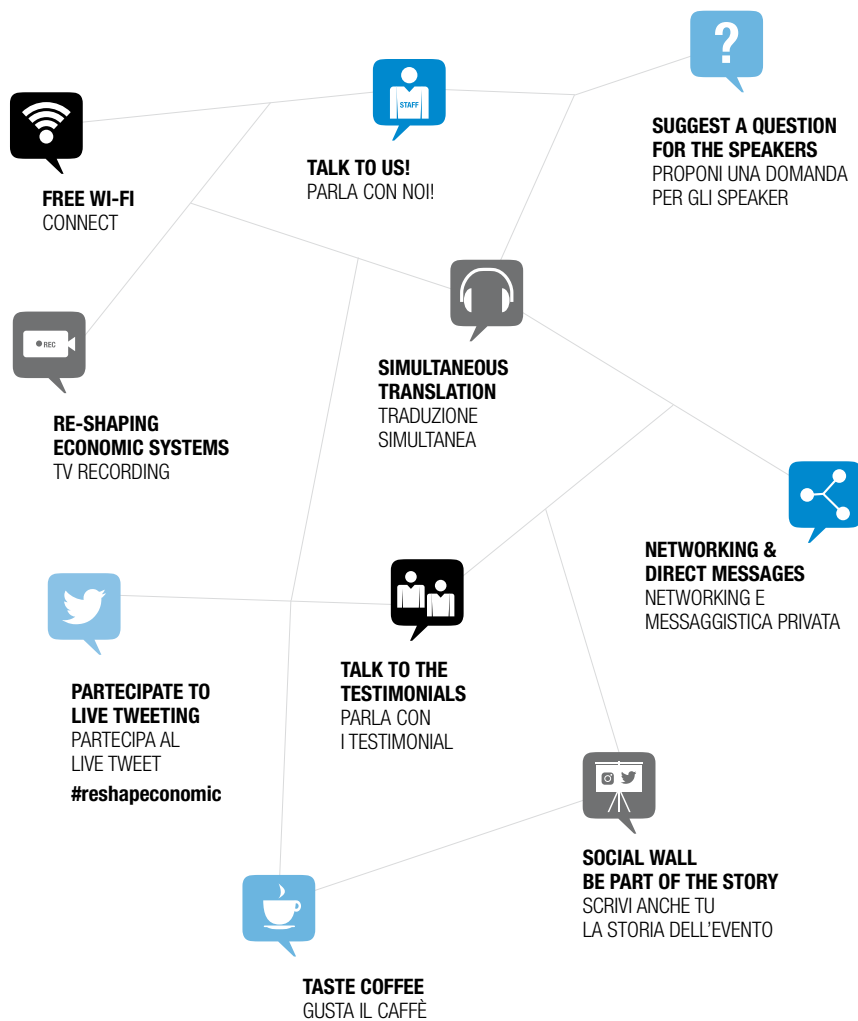 STAFF
TALK TO US!
PARLA CON NOI!
?
SUGGEST A QUESTION
FOR THE SPEAKERS
PROPONI UNA DOMANDA
PER GLI SPEAKER
FREE WI-FI
CONNECT
SIMULTANEOUS
TRANSLATION
TRADUZIONE
SIMULTANEA
REC
RE-SHAPING
ECONOMIC SYSTEMS
TV RECORDING
NETWORKING &
DIRECT MESSAGES
NETWORKING E
MESSAGGISTICA PRIVATA
PARTECIPATE TO
LIVE TWEETING
PARTECIPA AL
LIVE TWEET
#reshapeconomic
TALK TO THE
TESTIMONIALS
PARLA CON
I TESTIMONIAL
SOCIAL WALL
BE PART OF THE STORY
SCRIVI ANCHE TU
LA STORIA DELL'EVENTO
TASTE COFFEE
GUSTA IL CAFFÈ